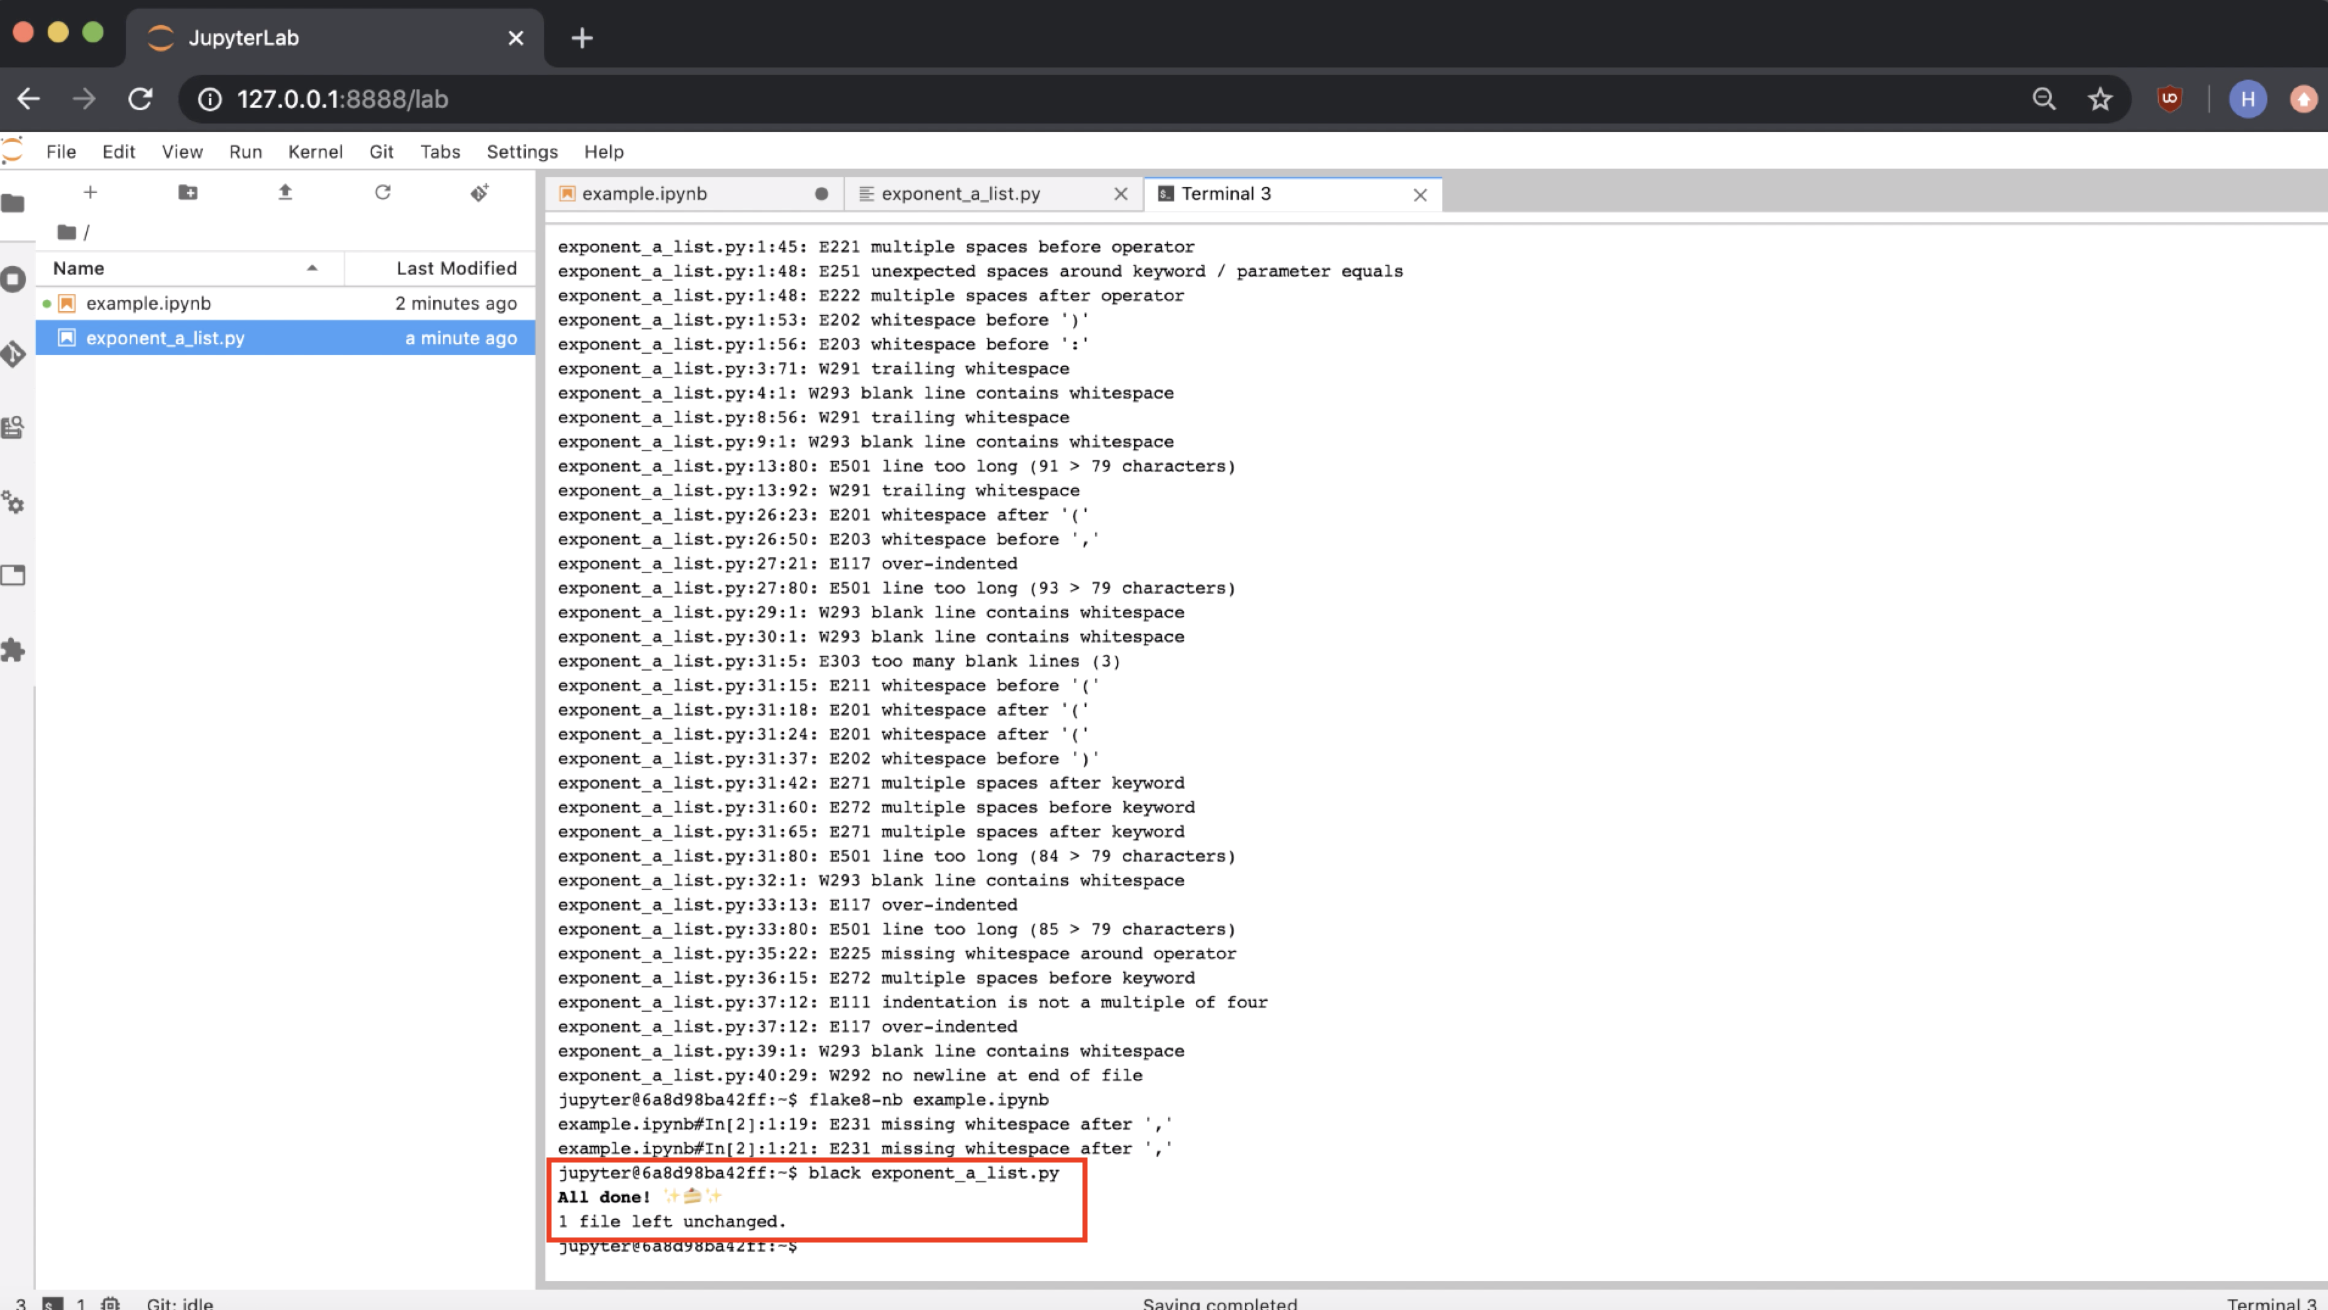 JupyterLab
127.0.0.1:8888/lab
H
File Edit View Run Kernel Git Tabs Settings Help
example.ipynb exponent_a_list.py Terminal 3
/
Name Last Modified
example.ipynb 2 minutes ago
exponent_a_list.py a minute ago
exponent_a_list.py:1:45: E221 multiple spaces before operator
exponent_a_list.py:1:48: E251 unexpected spaces around keyword / parameter equals
exponent_a_list.py:1:48: E222 multiple spaces after operator
exponent_a_list.py:1:53: E202 whitespace before ')'
exponent_a_list.py:1:56: E203 whitespace before ':'
exponent_a_list.py:3:71: W291 trailing whitespace
exponent_a_list.py:4:1: W293 blank line contains whitespace
exponent_a_list.py:8:56: W291 trailing whitespace
exponent_a_list.py:9:1: W293 blank line contains whitespace
exponent_a_list.py:13:80: E501 line too long (91 > 79 characters)
exponent_a_list.py:13:92: W291 trailing whitespace
exponent_a_list.py:26:23: E201 whitespace after '('
exponent_a_list.py:26:50: E203 whitespace before ','
exponent_a_list.py:27:21: E117 over-indented
exponent_a_list.py:27:80: E501 line too long (93 > 79 characters)
exponent_a_list.py:29:1: W293 blank line contains whitespace
exponent_a_list.py:30:1: W293 blank line contains whitespace
exponent_a_list.py:31:5: E303 too many blank lines (3)
exponent_a_list.py:31:15: E211 whitespace before '('
exponent_a_list.py:31:18: E201 whitespace after '('
exponent_a_list.py:31:24: E201 whitespace after '('
exponent_a_list.py:31:37: E202 whitespace before ')'
exponent_a_list.py:31:42: E271 multiple spaces after keyword
exponent_a_list.py:31:60: E272 multiple spaces before keyword
exponent_a_list.py:31:65: E271 multiple spaces after keyword
exponent_a_list.py:31:80: E501 line too long (84 > 79 characters)
exponent_a_list.py:32:1: W293 blank line contains whitespace
exponent_a_list.py:33:13: E117 over-indented
exponent_a_list.py:33:80: E501 line too long (85 > 79 characters)
exponent_a_list.py:35:22: E225 missing whitespace around operator
exponent_a_list.py:36:15: E272 multiple spaces before keyword
exponent_a_list.py:37:12: E111 indentation is not a multiple of four
exponent_a_list.py:37:12: E117 over-indented
exponent_a_list.py:39:1: W293 blank line contains whitespace
exponent_a_list.py:40:29: W292 no newline at end of file
jupyter@6a8d98ba42ff:~$ flake8-nb example.ipynb
example.ipynb#In[2]:1:19: E231 missing whitespace after ','
example.ipynb#In[2]:1:21: E231 missing whitespace after ','
jupyter@6a8d98ba42ff:~$ black exponent_a_list.py
All done! ✨🍰✨
1 file left unchanged.
jupyter@6a8d98ba42ff:~$
3 1 Git: idle Saving completed Terminal 3